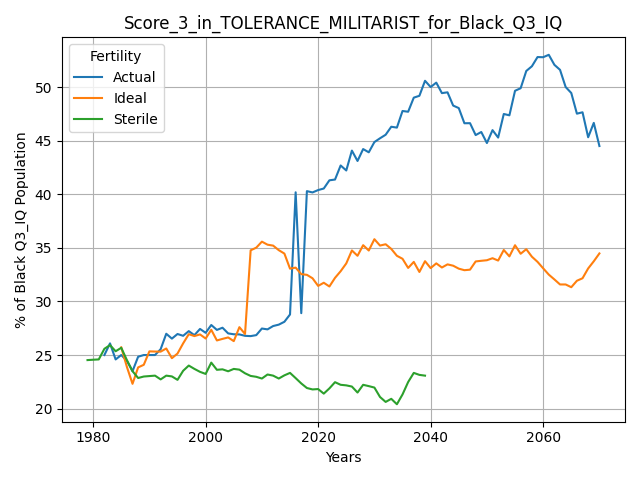 Score_3_in_TOLERANCE_MILITARIST_for_Black_Q3_IQ
Fertility
Actual
Ideal
Sterile
% of Black Q3_IQ Population
50
45
40
35
30
25
20
1980
2000
2020
2040
2060
Years